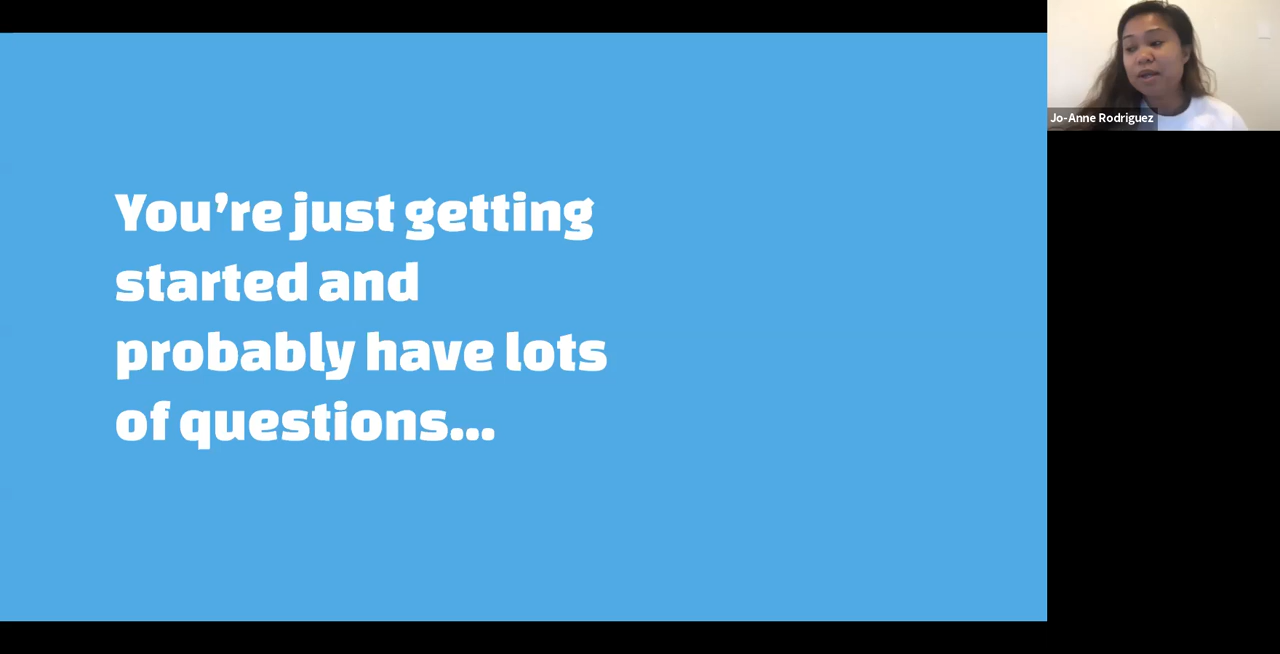 You’re just getting
started and
probably have lots
of questions...
Jo-Anne Rodriguez